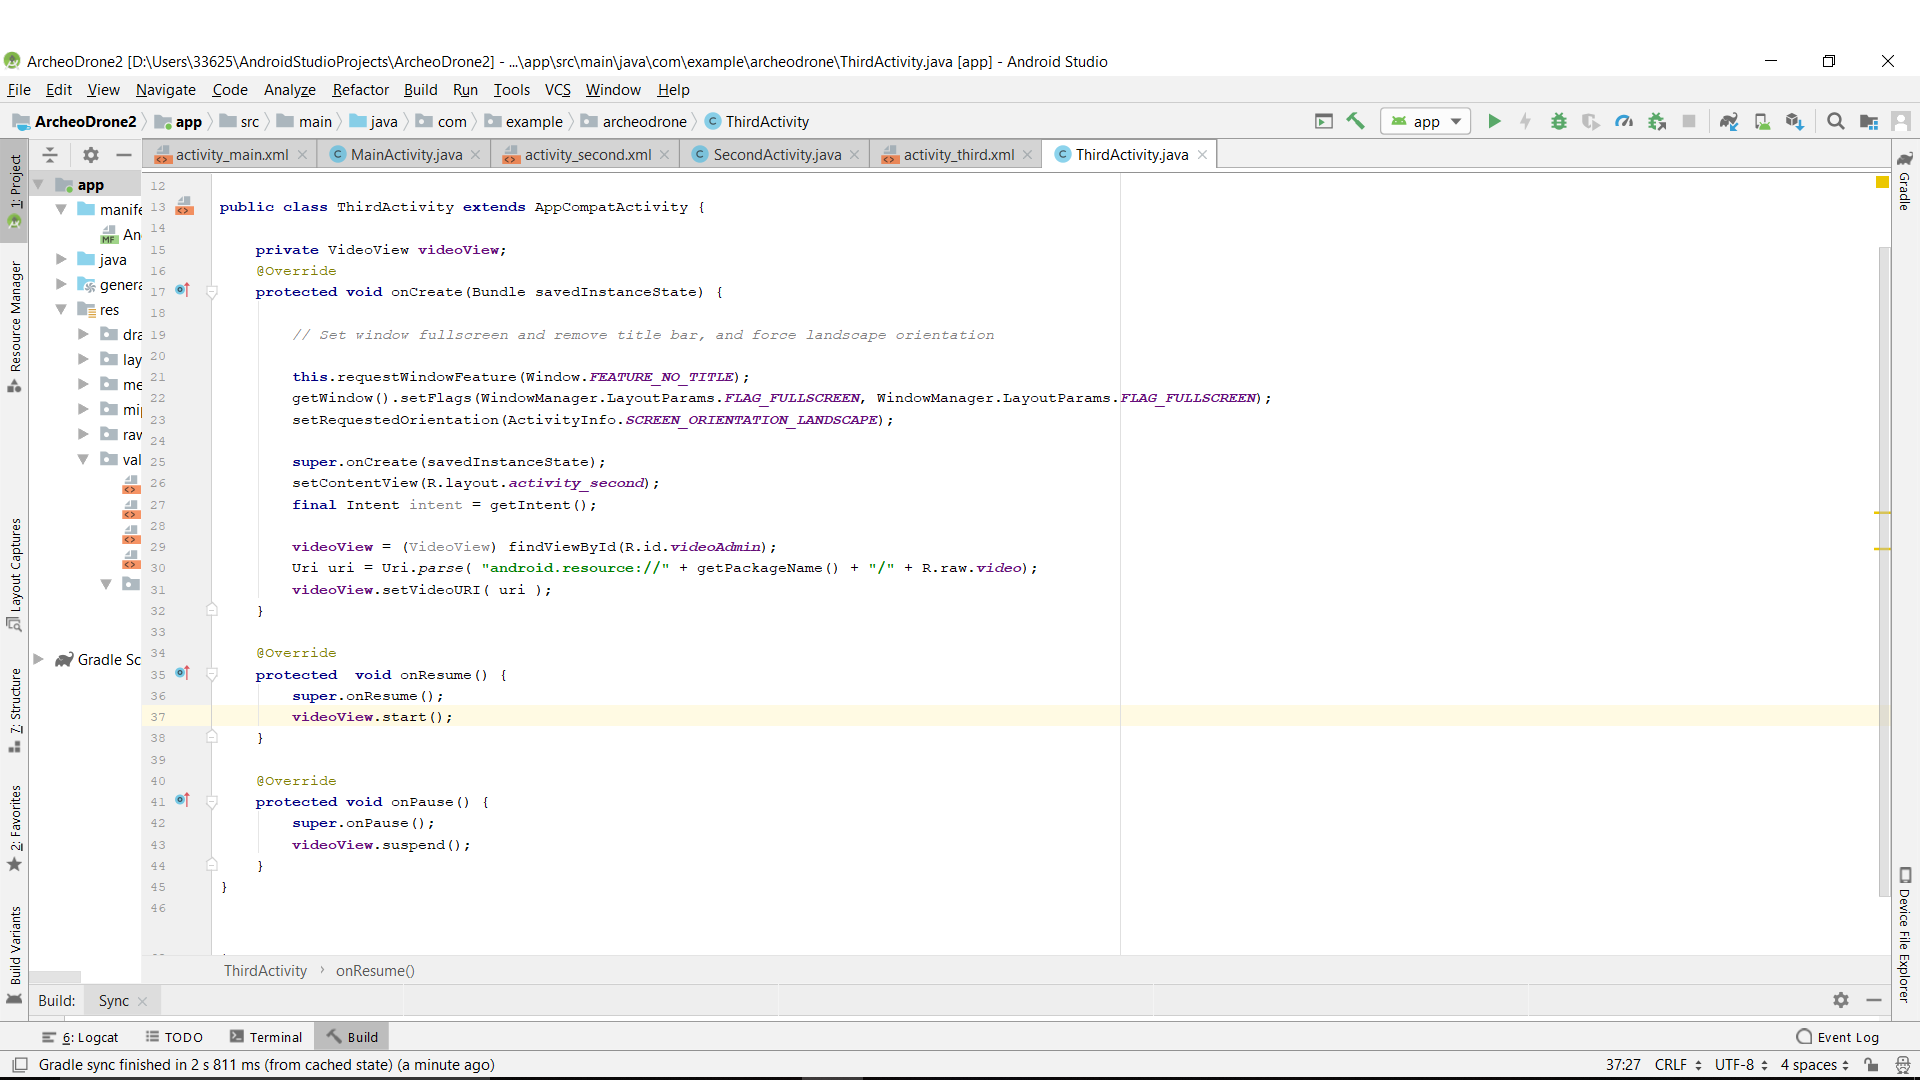 ArcheoDrone2 [D:\Users\33625\AndroidStudioProjects\ArcheoDrone2] - ...\app\src\main\java\com\example\archeodrone\ThirdActivity.java [app] - Android Studio
File Edit View Navigate Code Analyze Refactor Build Run Tools VCS Window Help
ArcheoDrone2 app src main java com example archeodrone ThirdActivity app
activity_main.xml MainActivity.java activity_second.xml SecondActivity.java activity_third.xml ThirdActivity.java
1: Project
Resource Manager
Layout Captures
7: Structure
2: Favorites
Build Variants
app
manife
MF An
java
genera
res
dra
lay
me
mi
raw
val
Gradle Sc
12
13 public class ThirdActivity extends AppCompatActivity {
14
15 private VideoView videoView;
16 @Override
17 protected void onCreate(Bundle savedInstanceState) {
18
19 // Set window fullscreen and remove title bar, and force landscape orientation
20
21 this.requestWindowFeature(Window.FEATURE_NO_TITLE);
22 getWindow().setFlags(WindowManager.LayoutParams.FLAG_FULLSCREEN, WindowManager.LayoutParams.FLAG_FULLSCREEN);
23 setRequestedOrientation(ActivityInfo.SCREEN_ORIENTATION_LANDSCAPE);
24
25 super.onCreate(savedInstanceState);
26 setContentView(R.layout.activity_second);
27 final Intent intent = getIntent();
28
29 videoView = (VideoView) findViewById(R.id.videoAdmin);
30 Uri uri = Uri.parse( "android.resource://" + getPackageName() + "/" + R.raw.video);
31 videoView.setVideoURI( uri );
32 }
33
34 @Override
35 protected  void onResume() {
36 super.onResume();
37 videoView.start();
38 }
39
40 @Override
41 protected void onPause() {
42 super.onPause();
43 videoView.suspend();
44 }
45 }
46
Gradle
Device File Explorer
ThirdActivity › onResume()
Build: Sync
6: Logcat TODO Terminal Build Event Log
Gradle sync finished in 2 s 811 ms (from cached state) (a minute ago) 37:27 CRLF UTF-8 4 spaces